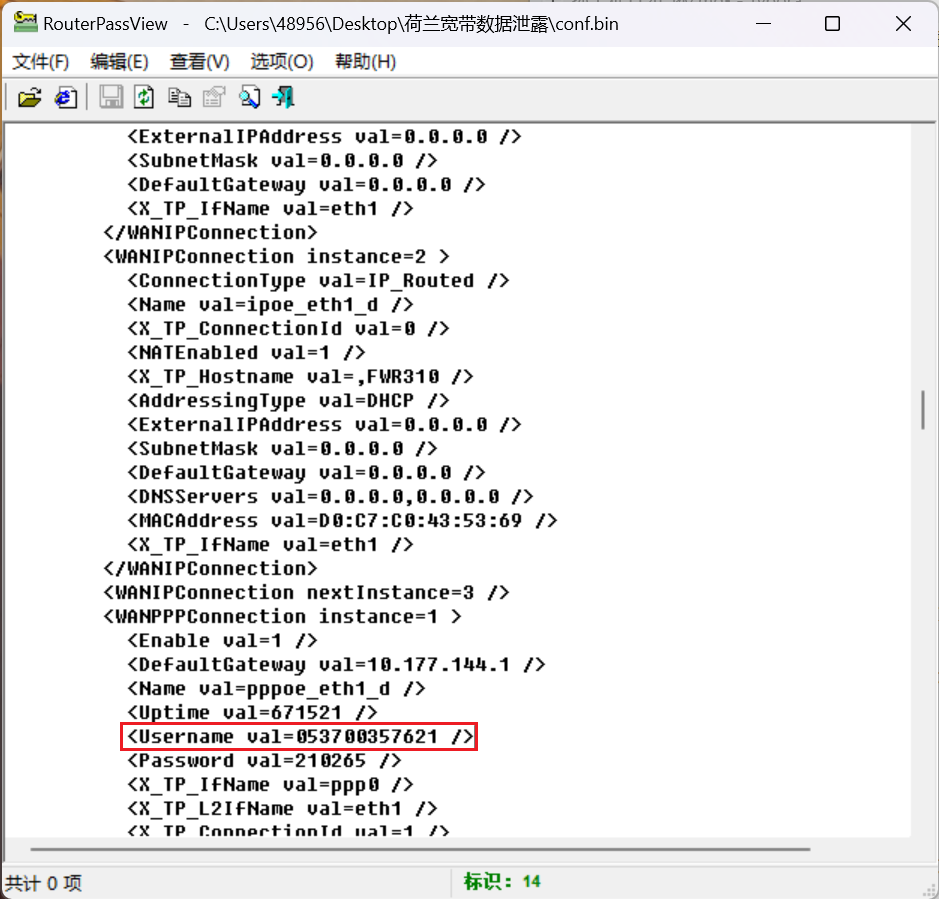 RouterPassView - C:\Users\48956\Desktop\荷兰宽带数据泄露\conf.bin
文件(F) 编辑(E) 查看(V) 选项(O) 帮助(H)
<ExternalIPAddress val=0.0.0.0 />
<SubnetMask val=0.0.0.0 />
<DefaultGateway val=0.0.0.0 />
<X_TP_IfName val=eth1 />
</WANIPConnection>
<WANIPConnection instance=2 >
<ConnectionType val=IP_Routed />
<Name val=ipoe_eth1_d />
<X_TP_ConnectionId val=0 />
<NATEnabled val=1 />
<X_TP_Hostname val=,FWR310 />
<AddressingType val=DHCP />
<ExternalIPAddress val=0.0.0.0 />
<SubnetMask val=0.0.0.0 />
<DefaultGateway val=0.0.0.0 />
<DNSServers val=0.0.0.0,0.0.0.0 />
<MACAddress val=D0:C7:C0:43:53:69 />
<X_TP_IfName val=eth1 />
</WANIPConnection>
<WANIPConnection nextInstance=3 />
<WANPPPConnection instance=1 >
<Enable val=1 />
<DefaultGateway val=10.177.144.1 />
<Name val=pppoe_eth1_d />
<Uptime val=671521 />
<Username val=053700357621 />
<Password val=210265 />
<X_TP_IfName val=ppp0 />
<X_TP_L2IfName val=eth1 />
<X_TP_ConnectionId val=1 />
共计 0 项 标识: 14